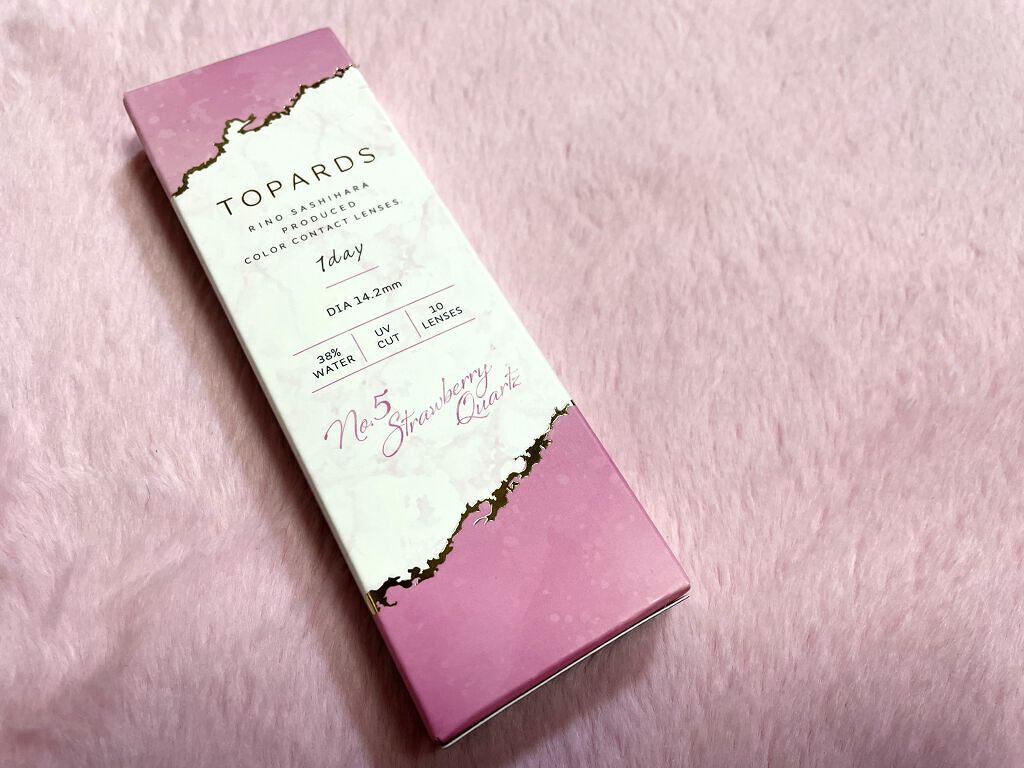 TOPARDS
RINO SASHIHARA
PRODUCED
COLOR CONTACT LENSES.
1day
DIA 14.2mm
38%
WATER
UV
CUT
10
LENSES
No.5 Strawberry
Quartz